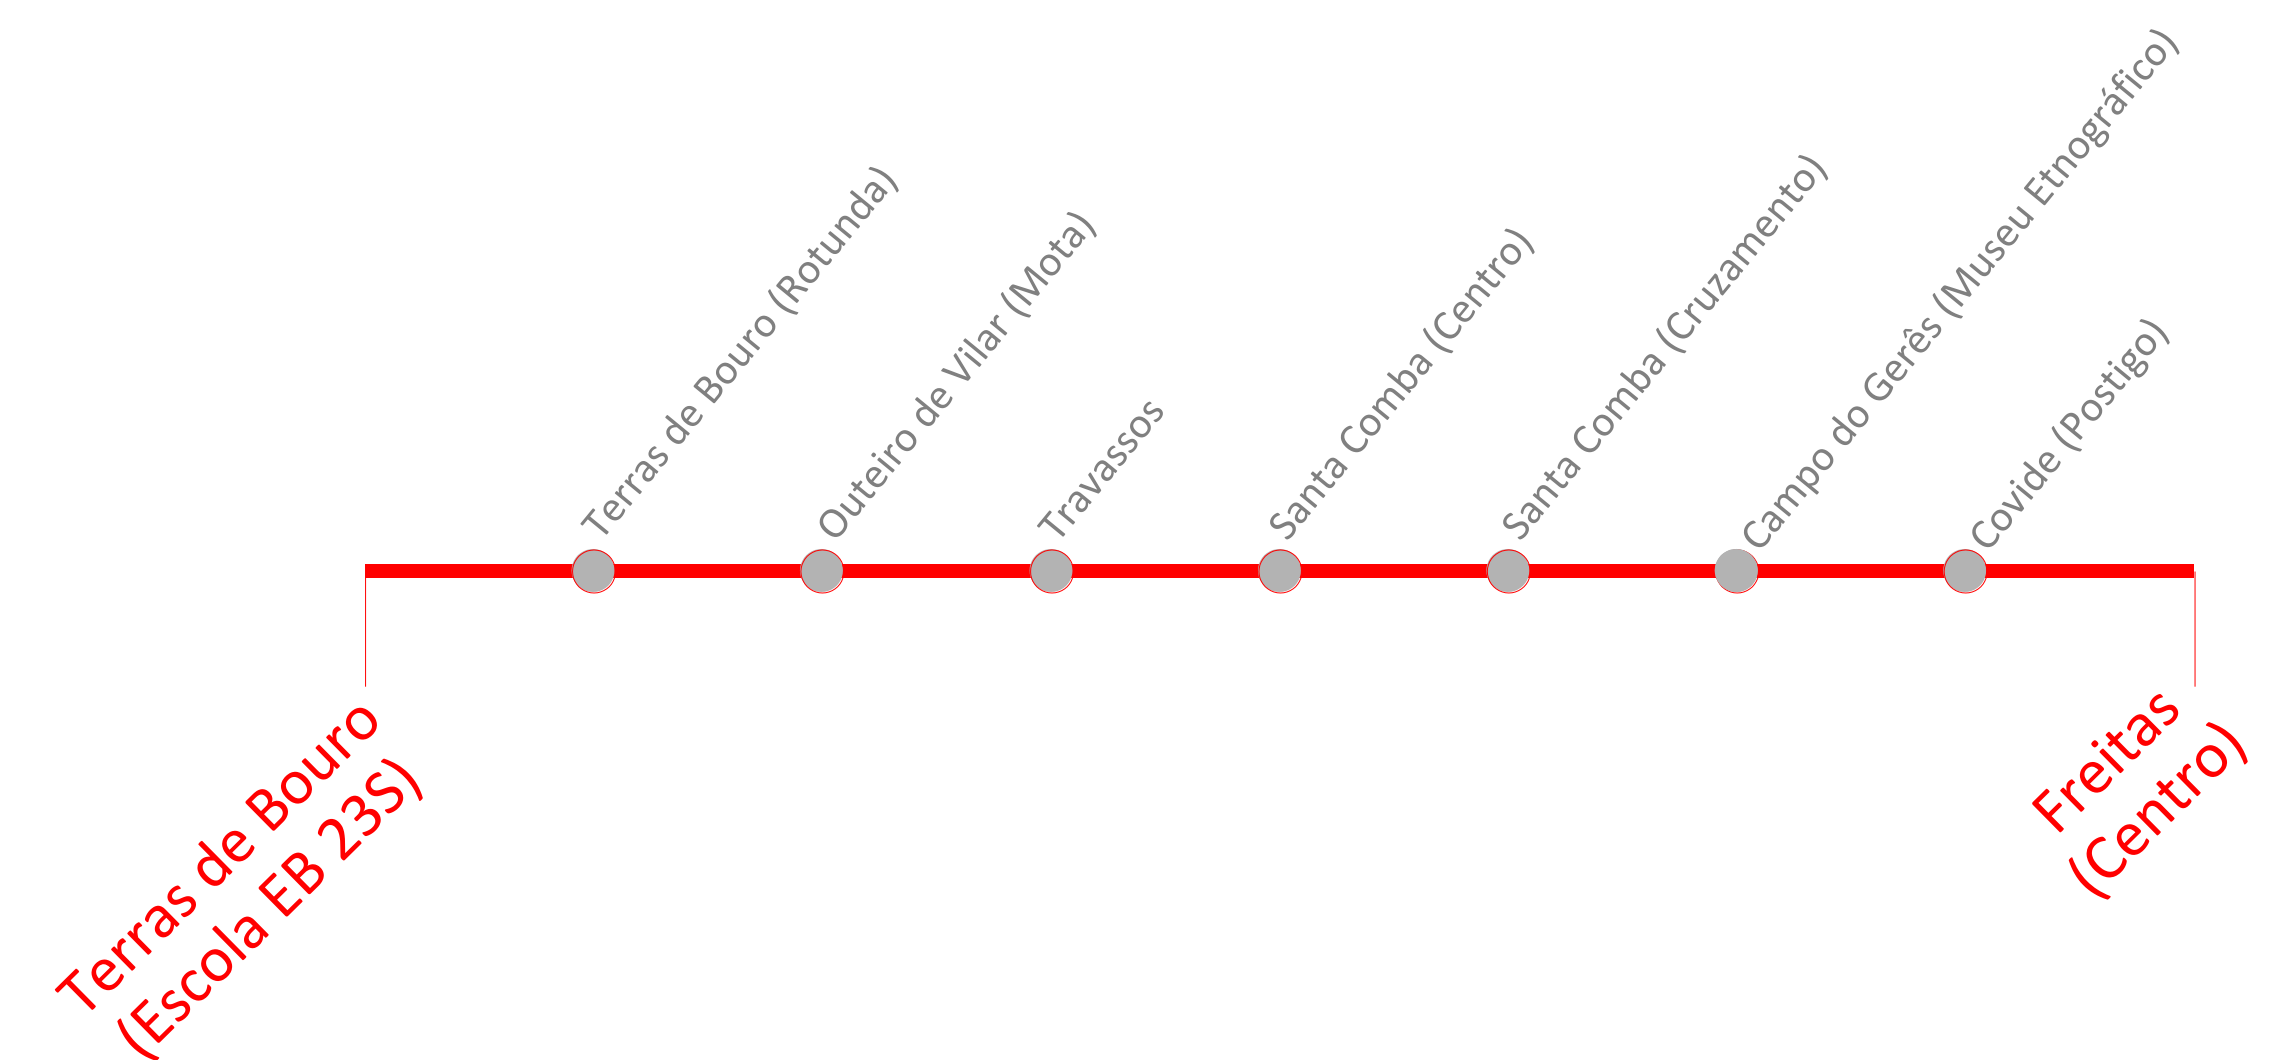 Terras de Bouro (Rotunda)
Outeiro de Vilar (Mota)
Travassos
Santa Comba (Centro)
Santa Comba (Cruzamento)
Campo do Gerês (Museu Etnográfico)
Covide (Postigo)
Terras de Bouro
(Escola EB 23S)
Freitas
(Centro)